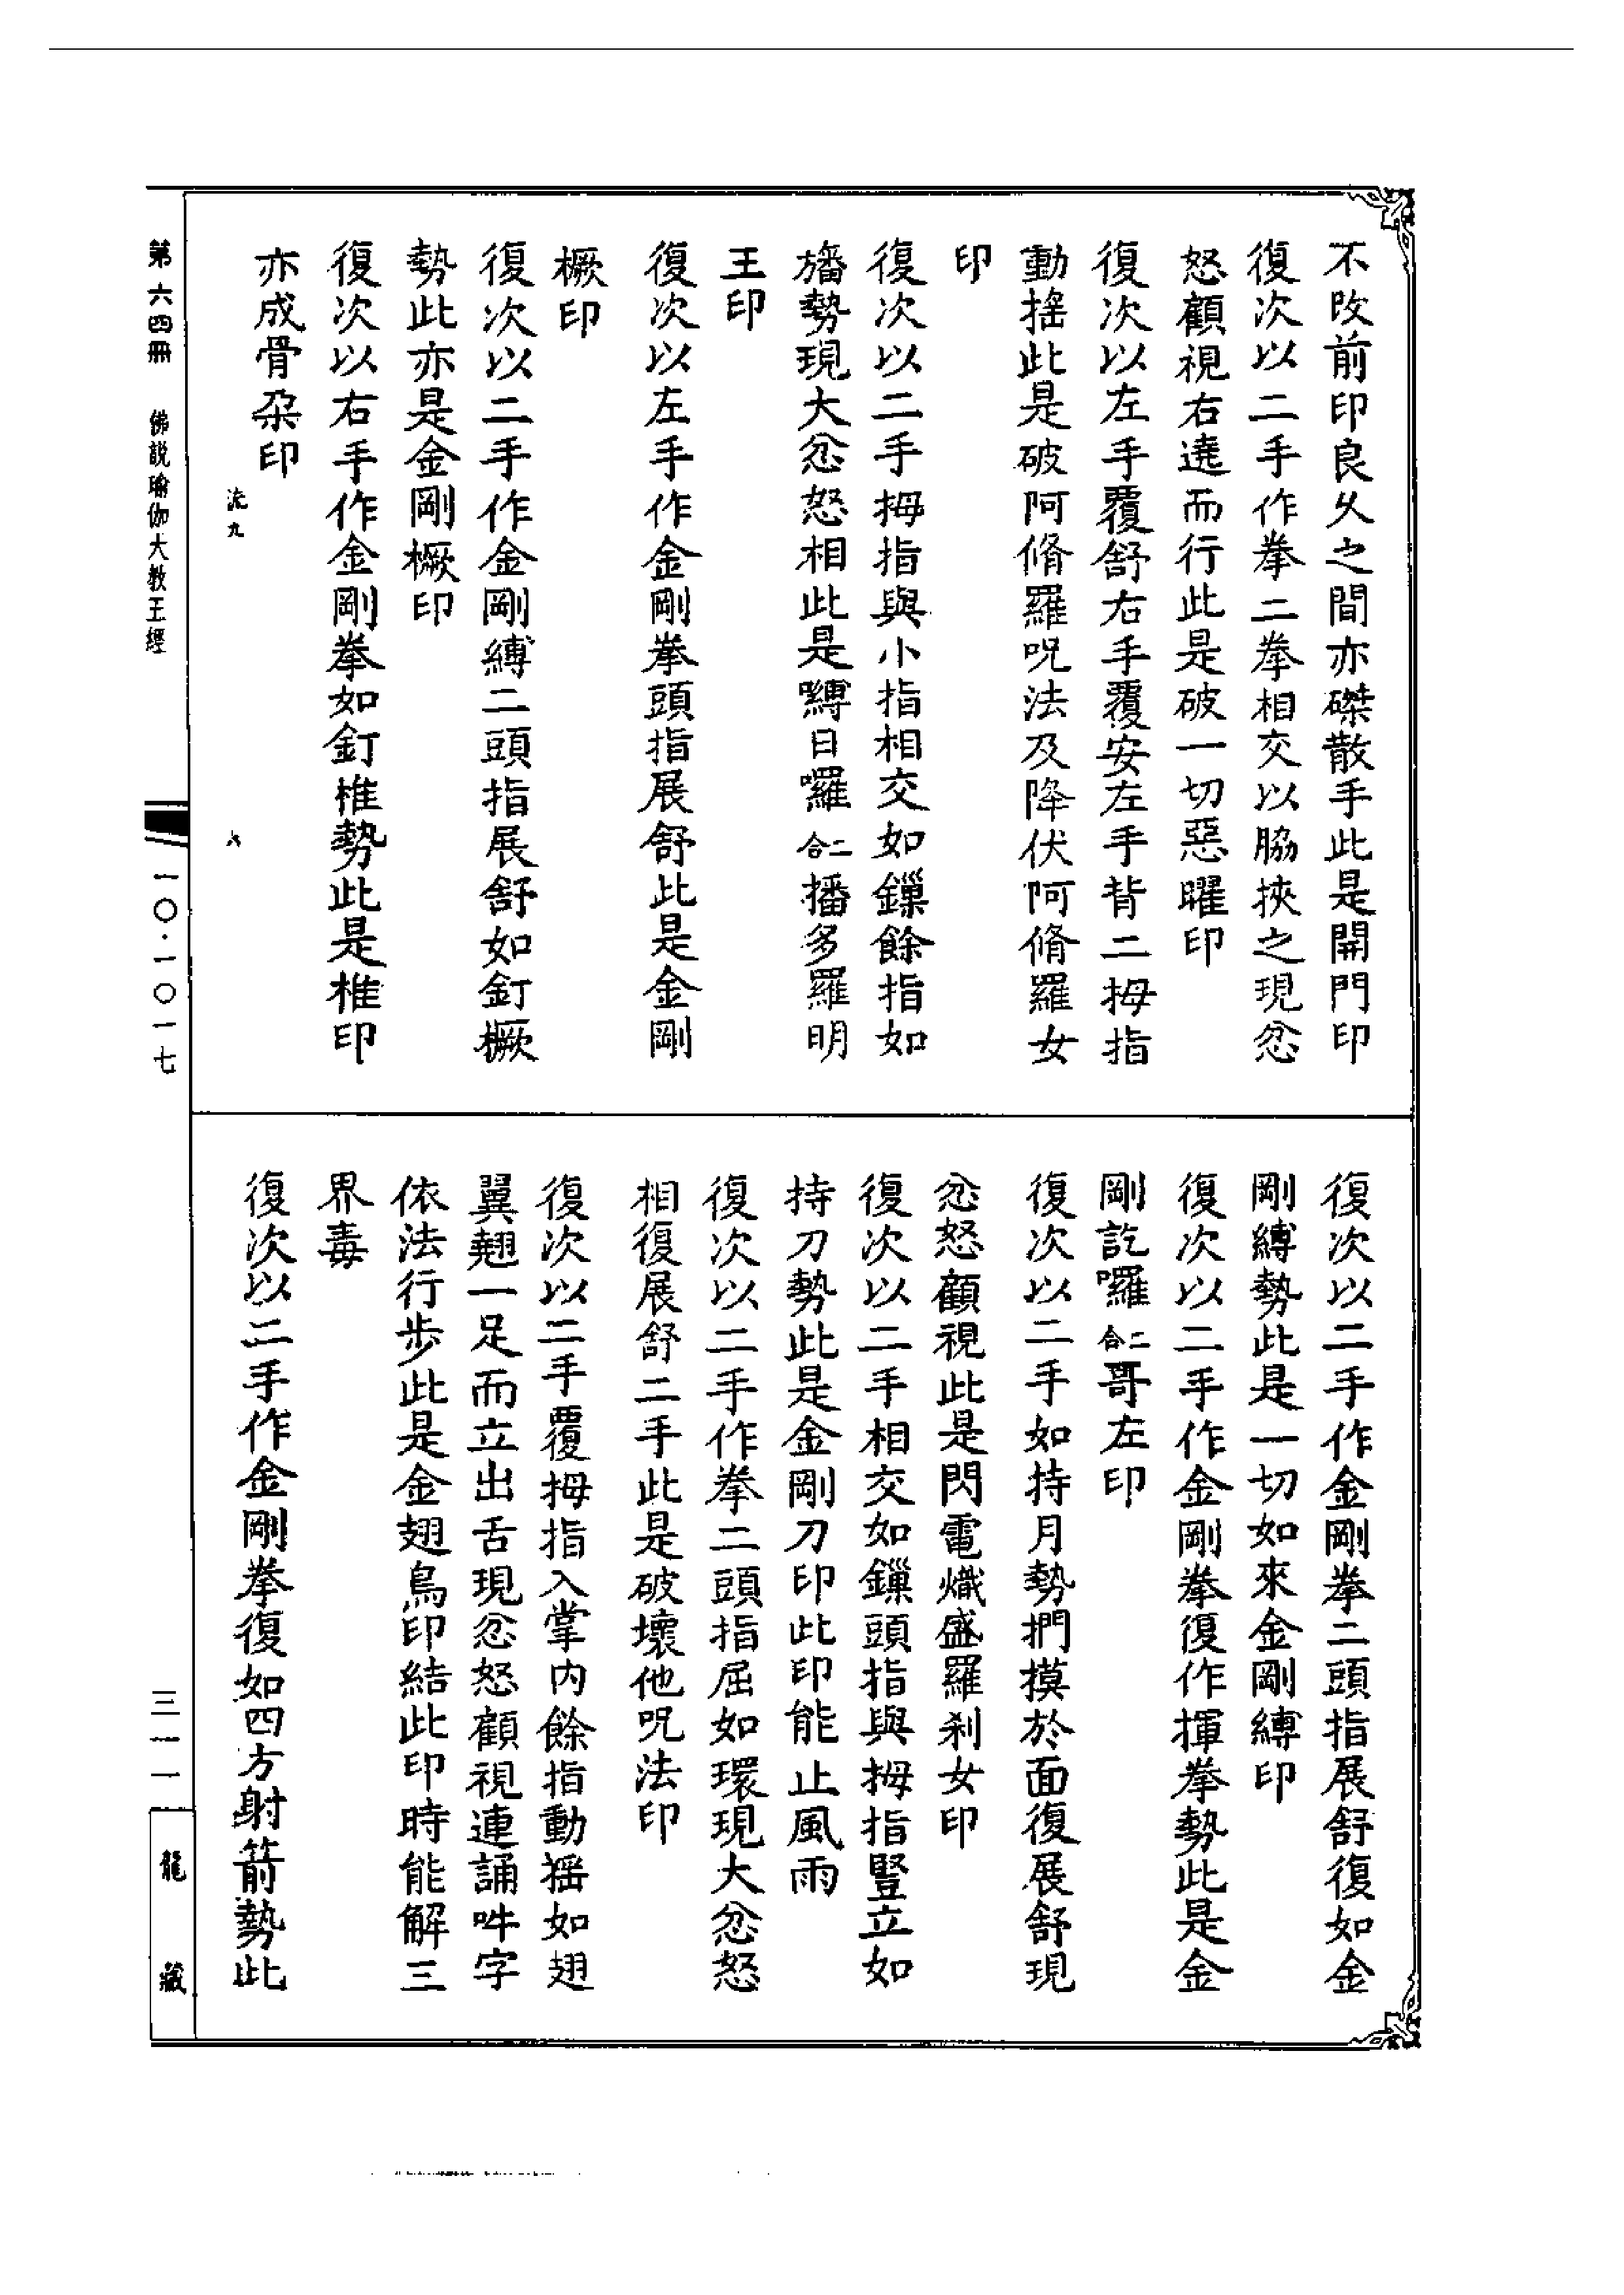 不改前印良久之間亦磔散手此是開門印
復次以二手作拳二拳相交以脇挾之現忿
怒顧視右遶而行此是破一切惡曜印
復次以左手覆舒右手覆安左手背二拇指
動搖此是破阿脩羅呪法及降伏阿脩羅女
印
復次以二手拇指與小指相交如鏁餘指如
旛勢現大忿怒相此是嚩日囉二合播多羅明
王印
復次以左手作金剛拳頭指展舒此是金剛
橛印
復次以二手作金剛縛二頭指展舒如釘橛
勢此亦是金剛橛印
復次以右手作金剛拳如釘椎勢此是椎印
亦成骨朵印
復次以二手作金剛拳二頭指展舒復如金
剛縛勢此是一切如來金剛縛印
復次以二手作金剛拳復作揮拳勢此是金
剛訖囉二合哥左印
復次以二手如持月勢捫摸於面復展舒現
忿怒顧視此是閃電熾盛羅剎女印
復次以二手相交如鏁頭指與拇指豎立如
持刀勢此是金剛刀印此印能止風雨
復次以二手作拳二頭指屈如環現大忿怒
相復展舒二手此是破壞他呪法印
復次以二手覆拇指入掌內餘指動搖如翅
翼翹一足而立出舌現忿怒顧視連誦吽字
依法行步此是金翅鳥印結此印時能解三
界毒
復次以二手作金剛拳復如四方射箭勢此
第六四冊 佛說瑜伽大教王經
流九
六
一〇·一〇一七
三一一
龍藏